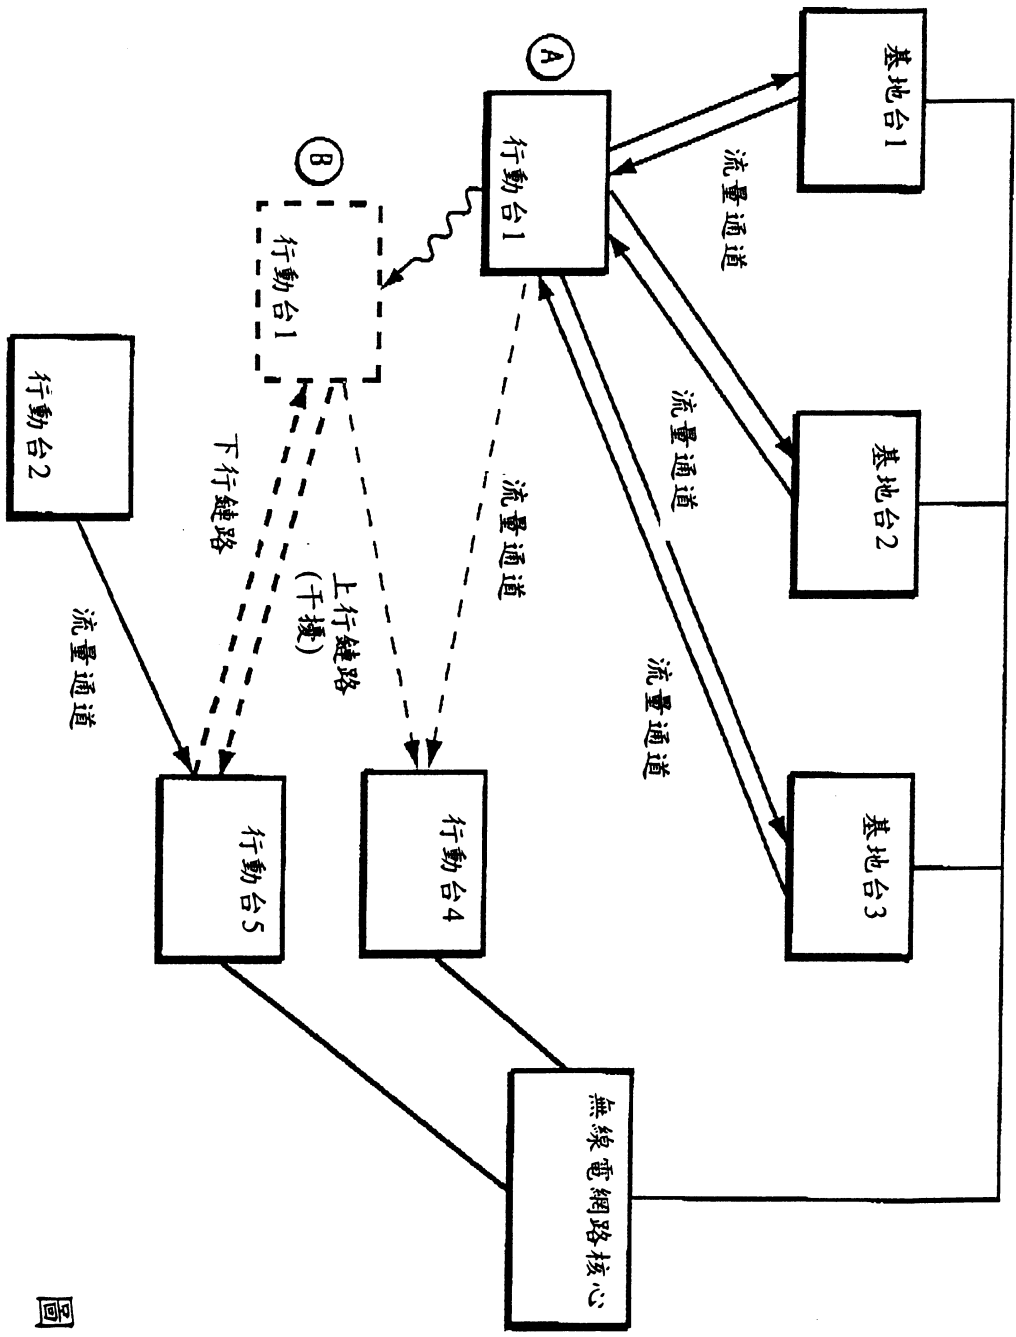 基地台1
流量通道
A
行動台1
B
行動台1
基地台2
流量通道
行動台2
下行鏈路
上行鏈路
(干擾)
流量通道
流量通道
流量通道
基地台3
行動台4
行動台5
無線電網路核心
圖